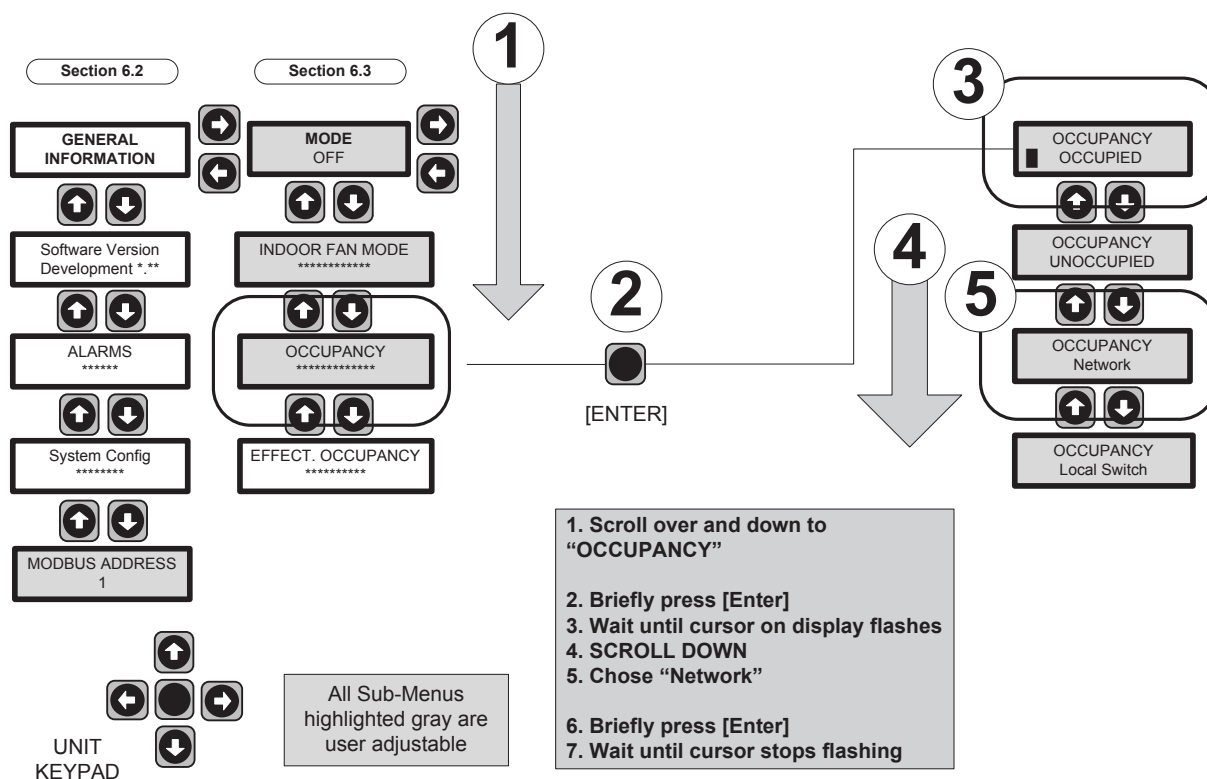 Section 6.2
GENERAL
INFORMATION
Software Version
Development *.**
ALARMS
******
System Config
********
MODBUS ADDRESS
1
Section 6.3
MODE
OFF
INDOOR FAN MODE
************
OCCUPANCY
*************
EFFECT. OCCUPANCY
**********
1
2
[ENTER]
3
OCCUPANCY
OCCUPIED
4
OCCUPANCY
UNOCCUPIED
5
OCCUPANCY
Network
OCCUPANCY
Local Switch
UNIT
KEYPAD
All Sub-Menus
highlighted gray are
user adjustable
1. Scroll over and down to
“OCCUPANCY”
2. Briefly press [Enter]
3. Wait until cursor on display flashes
4. SCROLL DOWN
5. Chose “Network”
6. Briefly press [Enter]
7. Wait until cursor stops flashing